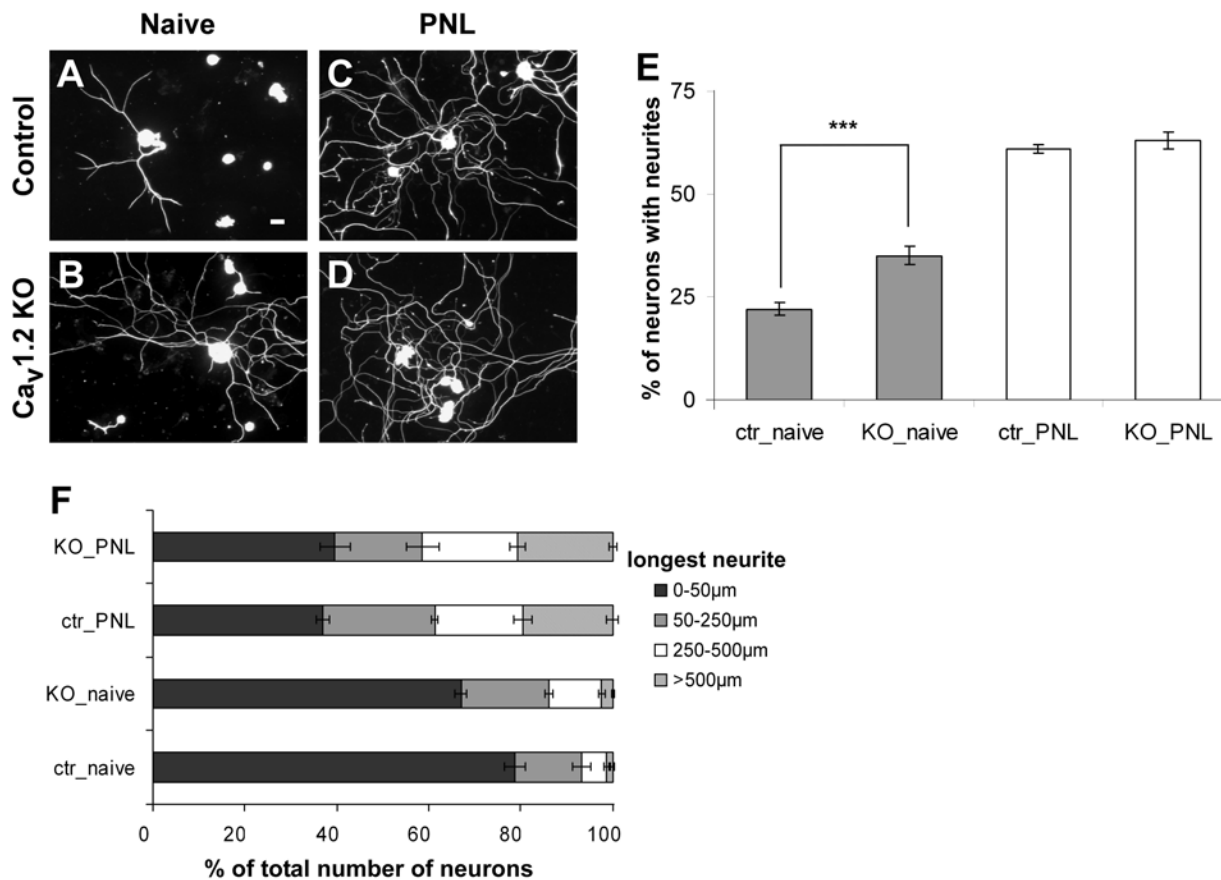 Naive
PNL
Control
Ca_v1.2 KO
A
B
C
D
E
75
50
25
0
% of neurons with neurites
***
ctr_naive
KO_naive
ctr_PNL
KO_PNL
F
KO_PNL
ctr_PNL
KO_naive
ctr_naive
0 20 40 60 80 100
% of total number of neurons
longest neurite
0-50µm
50-250µm
250-500µm
>500µm